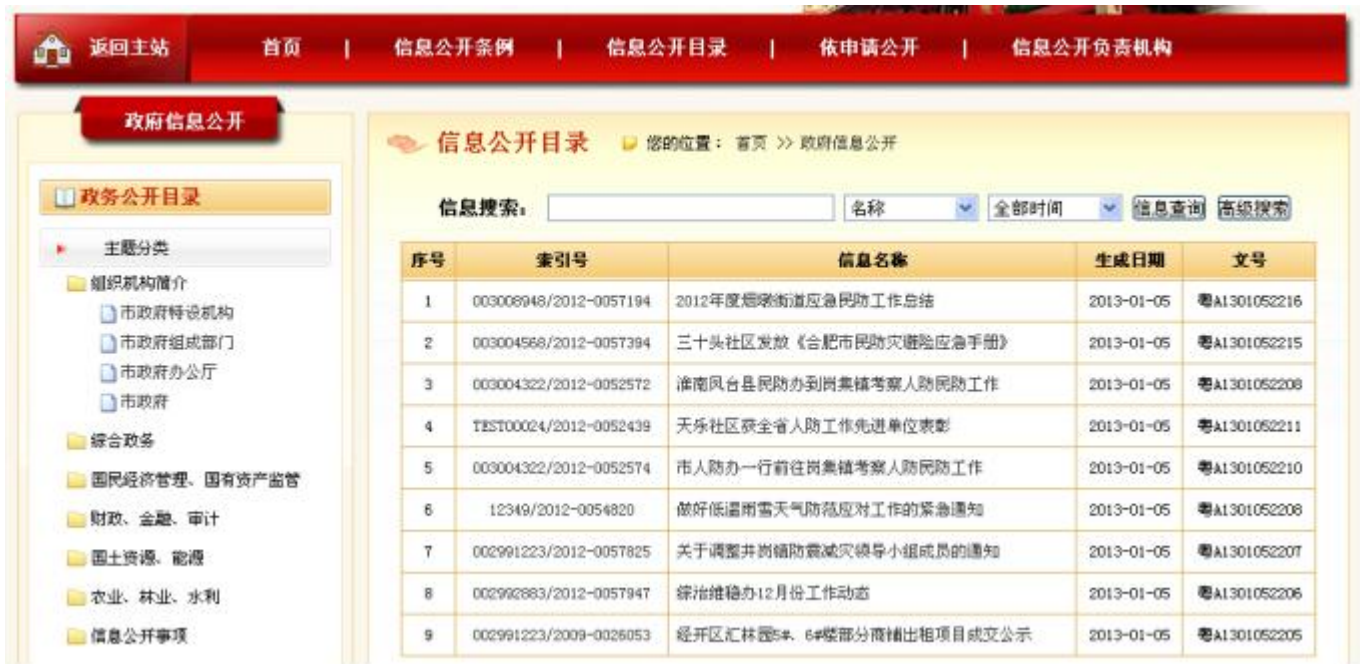 返回主站 首页 | 信息公开条例 | 信息公开目录 | 依申请公开 | 信息公开负责机构
政府信息公开
政务公开目录
主题分类
组织机构简介
市政府特设机构
市政府组成部门
市政府办公厅
市政府
综合政务
国民经济管理、国有资产监管
财政、金融、审计
国土资源、能源
农业、林业、水利
信息公开事项
信息公开目录 您的位置： 首页 >> 政府信息公开
信息搜索： 名称 全部时间 信息查询 高级搜索
序号 索引号 信息名称 生成日期 文号
1 003008948/2012-0057194 2012年度烟墩街道应急民防工作总结 2013-01-05 粤A1301052216
2 003004568/2012-0057394 三十头社区发放《合肥市民防灾避险应急手册》 2013-01-05 粤A1301052215
3 003004322/2012-0052572 淮南凤台县民防办到岗集镇考察人防民防工作 2013-01-05 粤A1301052208
4 TEST00024/2012-0052439 天乐社区获全省人防工作先进单位表彰 2013-01-05 粤A1301052211
5 003004322/2012-0052574 市人防办一行前往岗集镇考察人防民防工作 2013-01-05 粤A1301052210
6 12349/2012-0054820 做好低温雨雪天气防范应对工作的紧急通知 2013-01-05 粤A1301052208
7 002991223/2012-0057825 关于调整井岗镇防震减灾领导小组成员的通知 2013-01-05 粤A1301052207
8 002992883/2012-0057947 综治维稳办12月份工作动态 2013-01-05 粤A1301052206
9 002991223/2009-0026053 经开区汇林园5#、6#楼部分商铺出租项目成交公示 2013-01-05 粤A1301052205